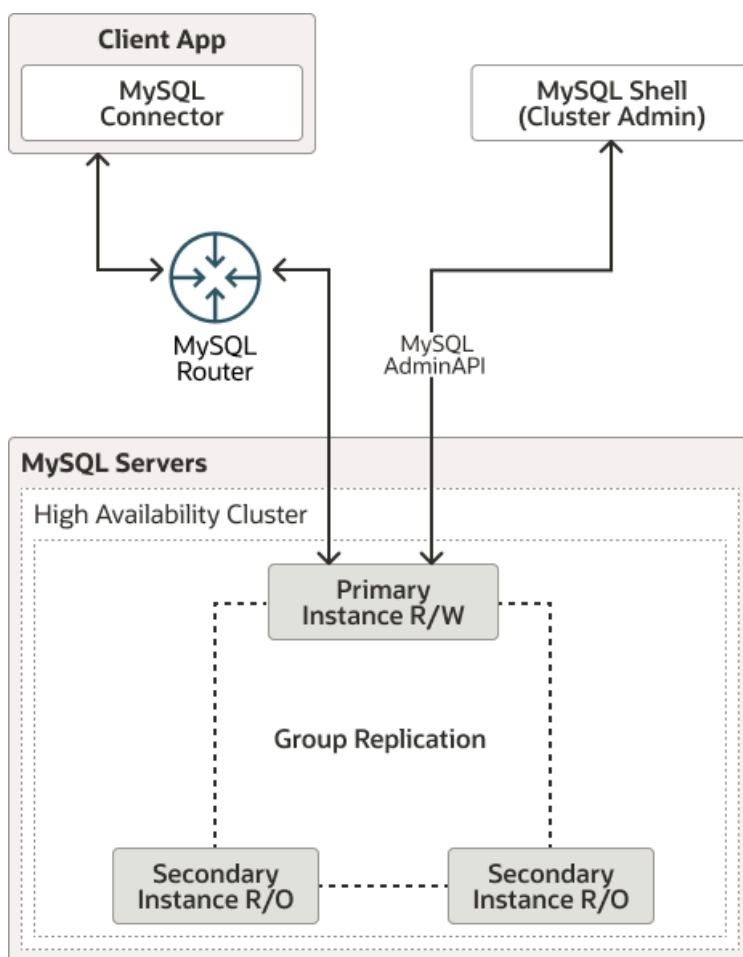 Client App
MySQL
Connector
MySQL Shell
(Cluster Admin)
MySQL
Router
MySQL
AdminAPI
MySQL Servers
High Availability Cluster
Primary
Instance R/W
Group Replication
Secondary
Instance R/O
Secondary
Instance R/O